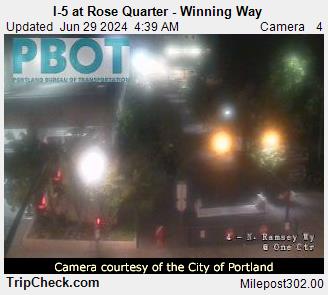 I-5 at Rose Quarter - Winning Way
Updated Jun 29 2024 4:39 AM Camera 4
PBOT
PORTLAND BUREAU OF TRANSPORTATION
4 - N. Ramsey Wy
@ One Ctr
Camera courtesy of the City of Portland
TripCheck.com Milepost302.00